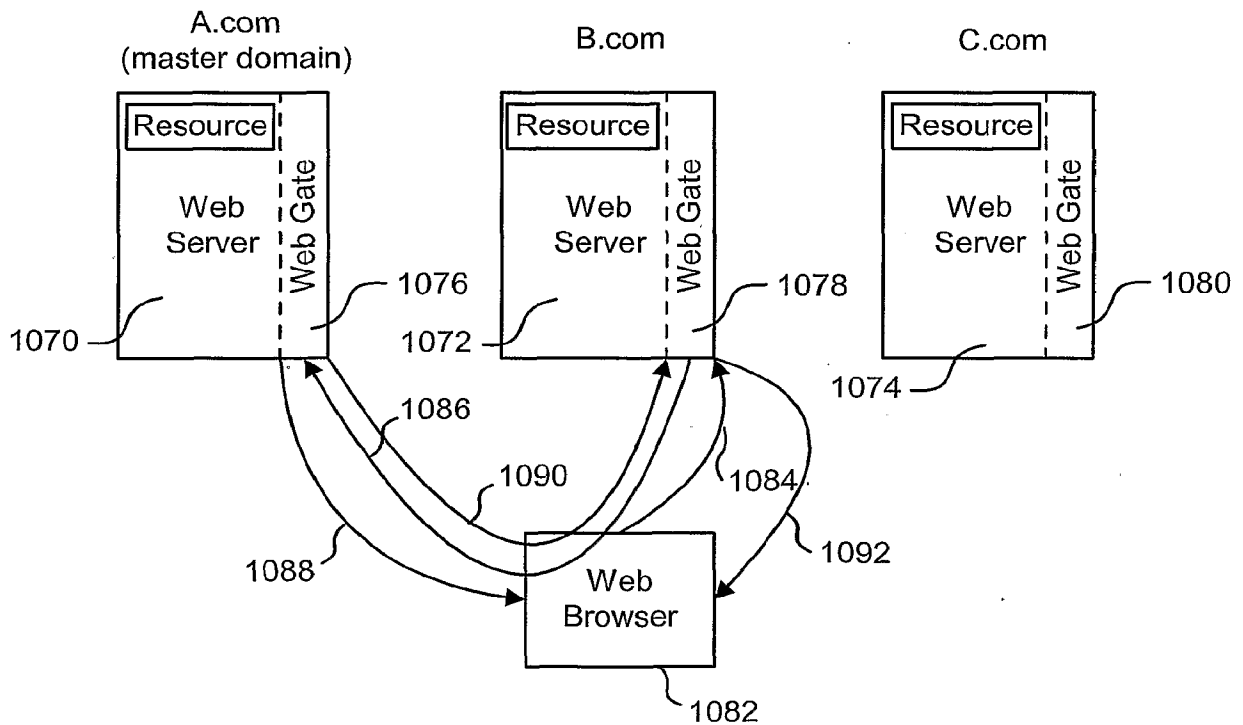 A.com
(master domain)
B.com
C.com
Resource
Web
Server
Web Gate
Resource
Web
Server
Web Gate
Resource
Web
Server
Web Gate
1070
1076
1072
1078
1074
1080
1086
1090
1084
1088
1092
Web
Browser
1082